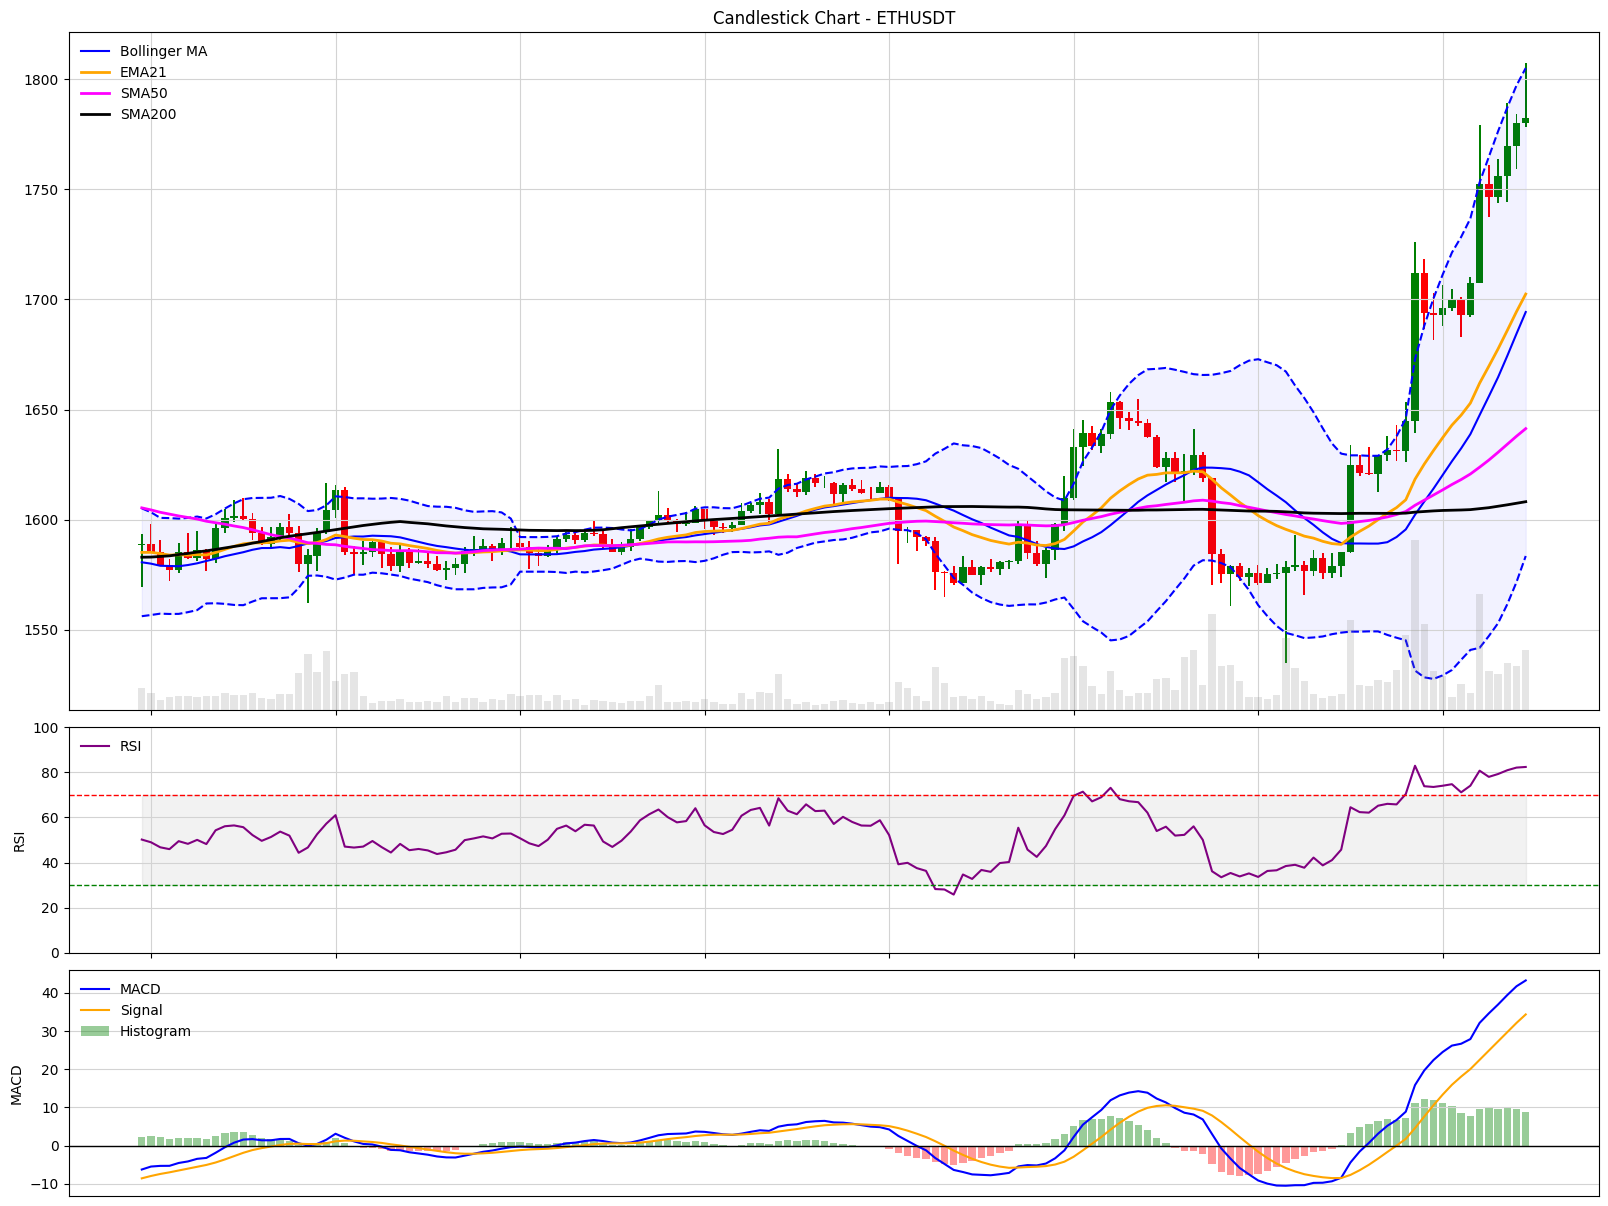 Candlestick Chart - ETHUSDT
Bollinger MA
EMA21
SMA50
SMA200
1800
1750
1700
1650
1600
1550
RSI
100
80
60
40
20
0
RSI
MACD
Signal
Histogram
40
30
20
10
0
−10
MACD